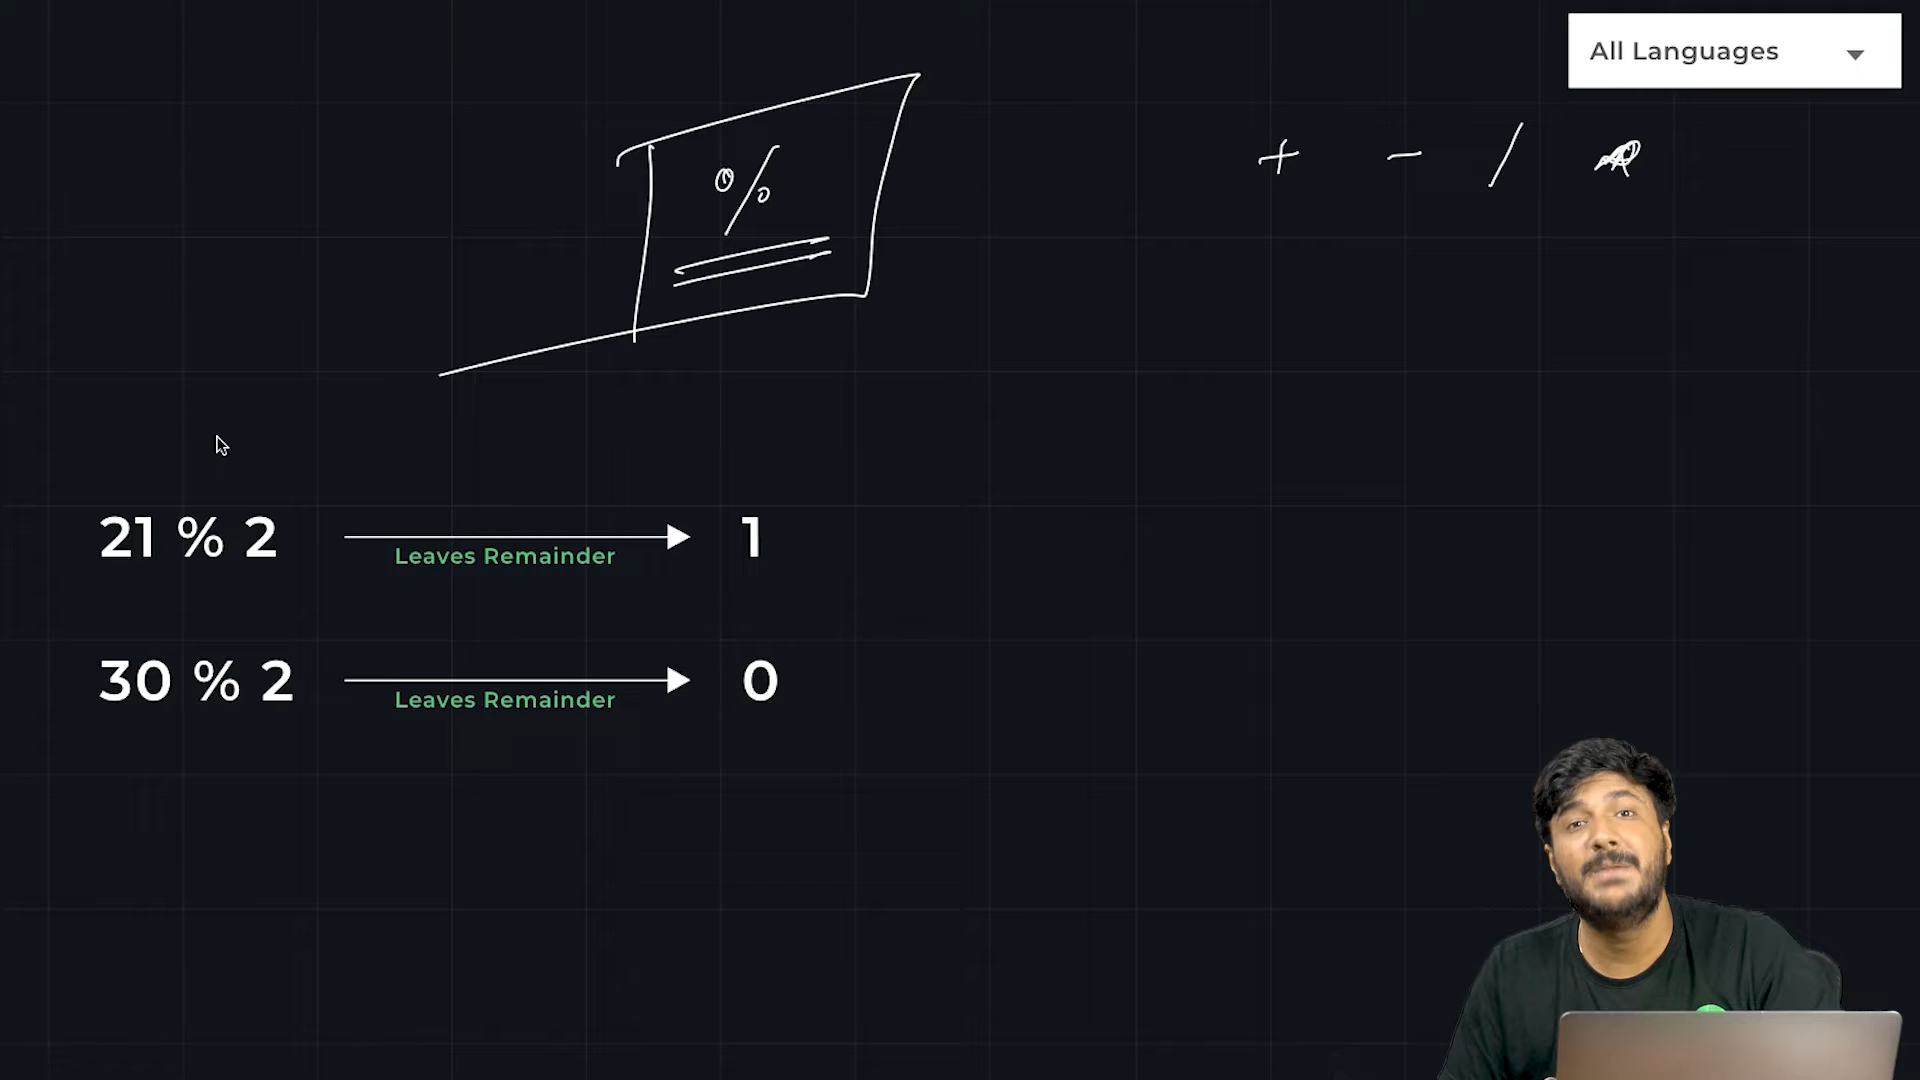 All Languages
%
+ - /
21 % 2 Leaves Remainder 1
30 % 2 Leaves Remainder 0